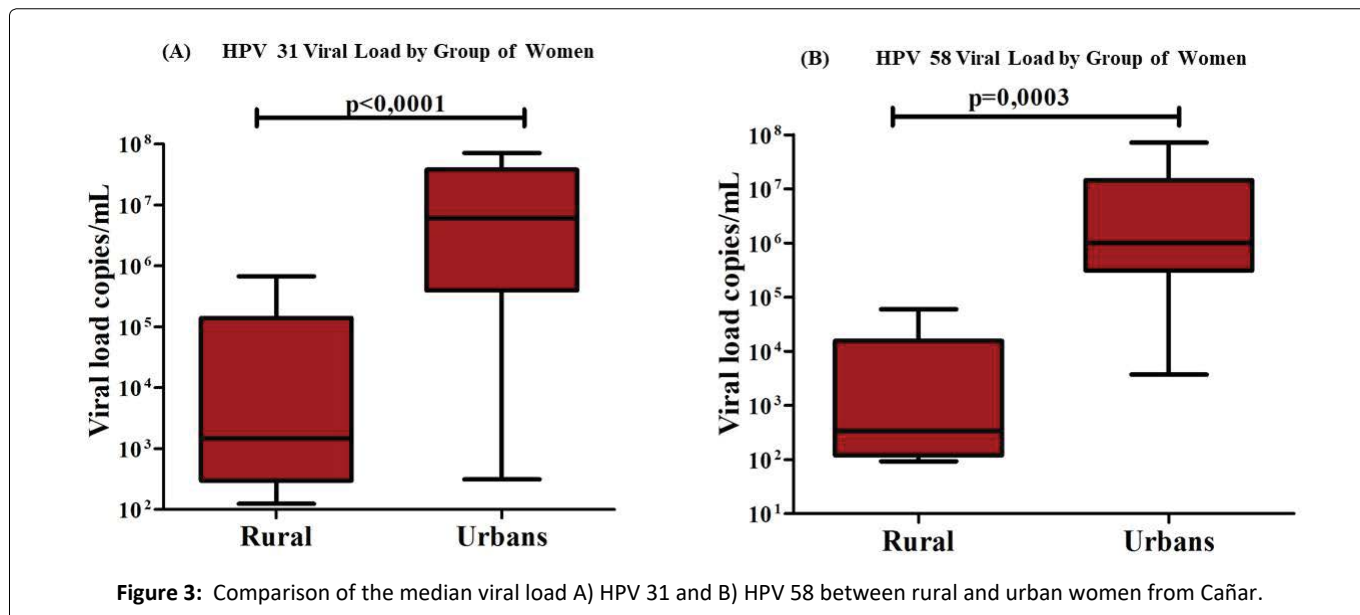 (A) HPV 31 Viral Load by Group of Women
p<0,0001
Viral load copies/mL
10⁸
10⁷
10⁶
10⁵
10⁴
10³
10²
Rural Urbans
(B) HPV 58 Viral Load by Group of Women
p=0,0003
Viral load copies/mL
10⁸
10⁷
10⁶
10⁵
10⁴
10³
10²
10¹
Rural Urbans
Figure 3: Comparison of the median viral load A) HPV 31 and B) HPV 58 between rural and urban women from Cañar.